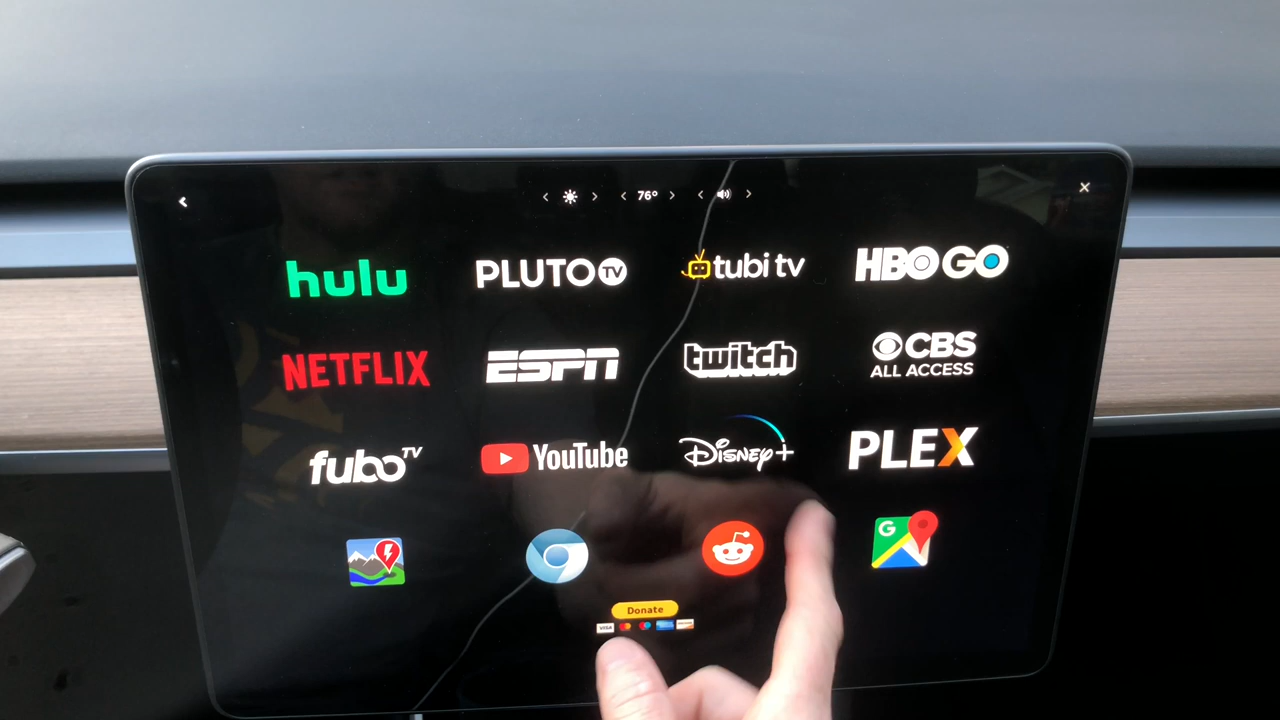 76°
hulu
PLUTO TV
tubi tv
HBO GO
NETFLIX
ESPN
twitch
CBS
ALL ACCESS
fubo TV
YouTube
Disney+
PLEX
G
Donate
VISA